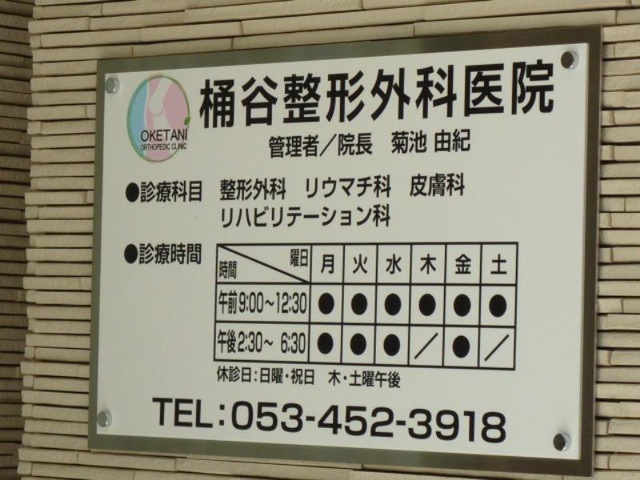 OKETANI
ORTHOPEDIC CLINIC
桶谷整形外科医院
管理者／院長 菊池 由紀
●診療科目 整形外科 リウマチ科 皮膚科
リハビリテーション科
●診療時間
時間 曜日 月 火 水 木 金 土
午前9:00〜12:30 ● ● ● ● ● ●
午後2:30〜 6:30 ● ● ● ／ ● ／
休診日：日曜・祝日 木・土曜午後
TEL：053-452-3918